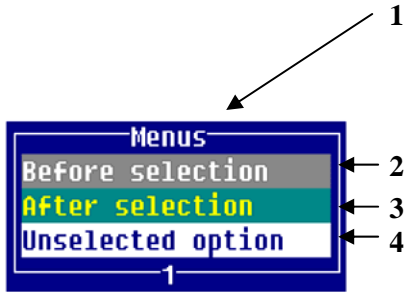 1
Menus
Before selection 2
After selection 3
Unselected option 4
1